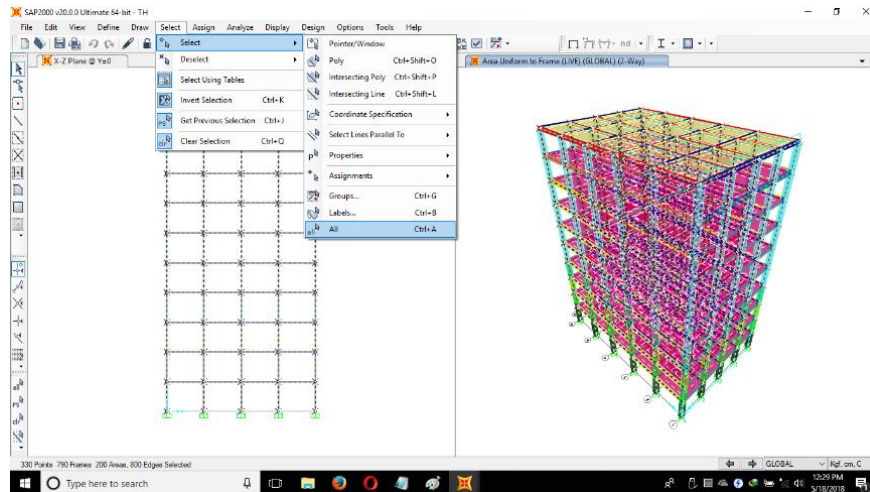 SAP2000 v20.0.0 Ultimate 64-bit - TH
File Edit View Define Draw Select Assign Analyze Display Design Options Tools Help
nd
X-Z Plane @ Y=0
Area Uniform to Frame (LIVE) (GLOBAL) (2-Way)
Select
Deselect
Select Using Tables
Invert Selection Ctrl+K
Get Previous Selection Ctrl+J
Clear Selection Ctrl+Q
Pointer/Window
Poly Ctrl+Shift+O
Intersecting Poly Ctrl+Shift+P
Intersecting Line Ctrl+Shift+L
Coordinate Specification
Select Lines Parallel To
Properties
Assignments
Groups... Ctrl+G
Labels... Ctrl+B
All Ctrl+A
330 Points 790 Frames 200 Areas, 800 Edges Selected
GLOBAL
Kgf, cm, C
Type here to search
12:29 PM
5/18/2018